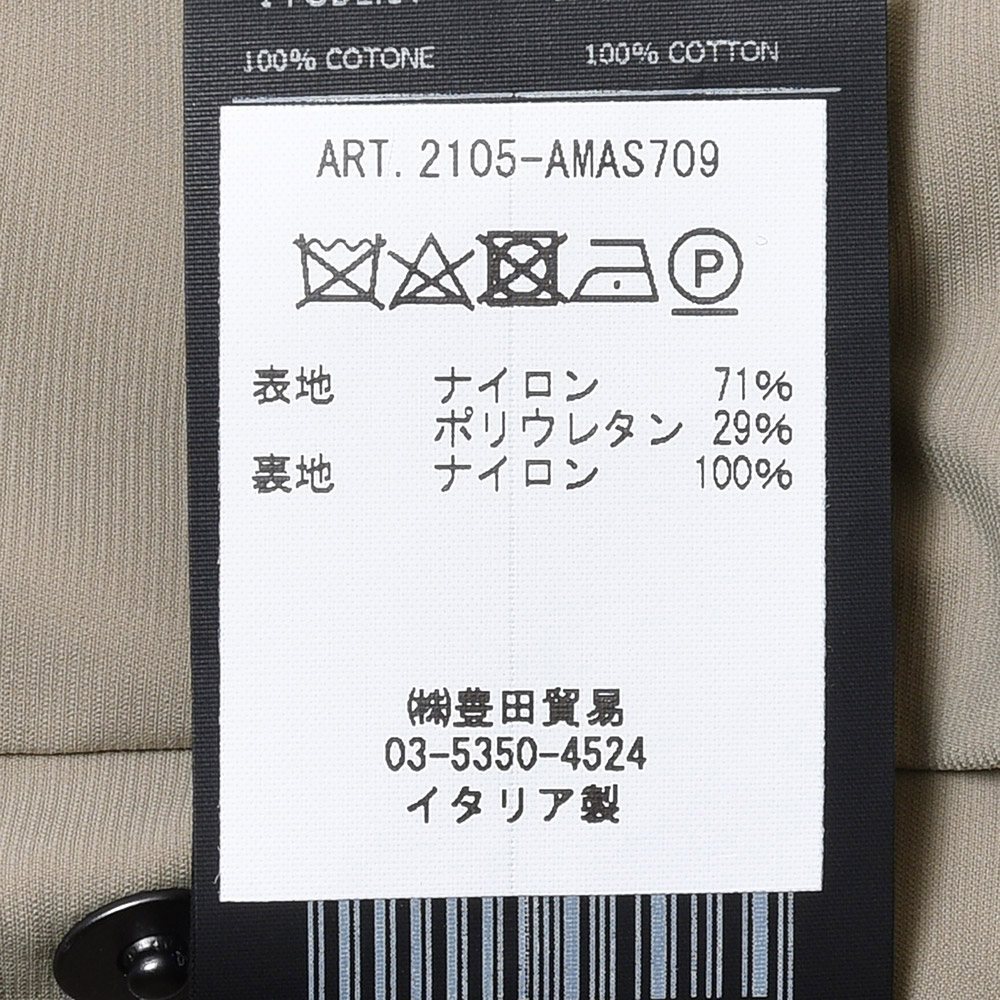 100% COTONE 100% COTTON
ART. 2105-AMAS709
P
表地 ナイロン 71%
ポリウレタン 29%
裏地 ナイロン 100%
㈱豊田貿易
03-5350-4524
イタリア製